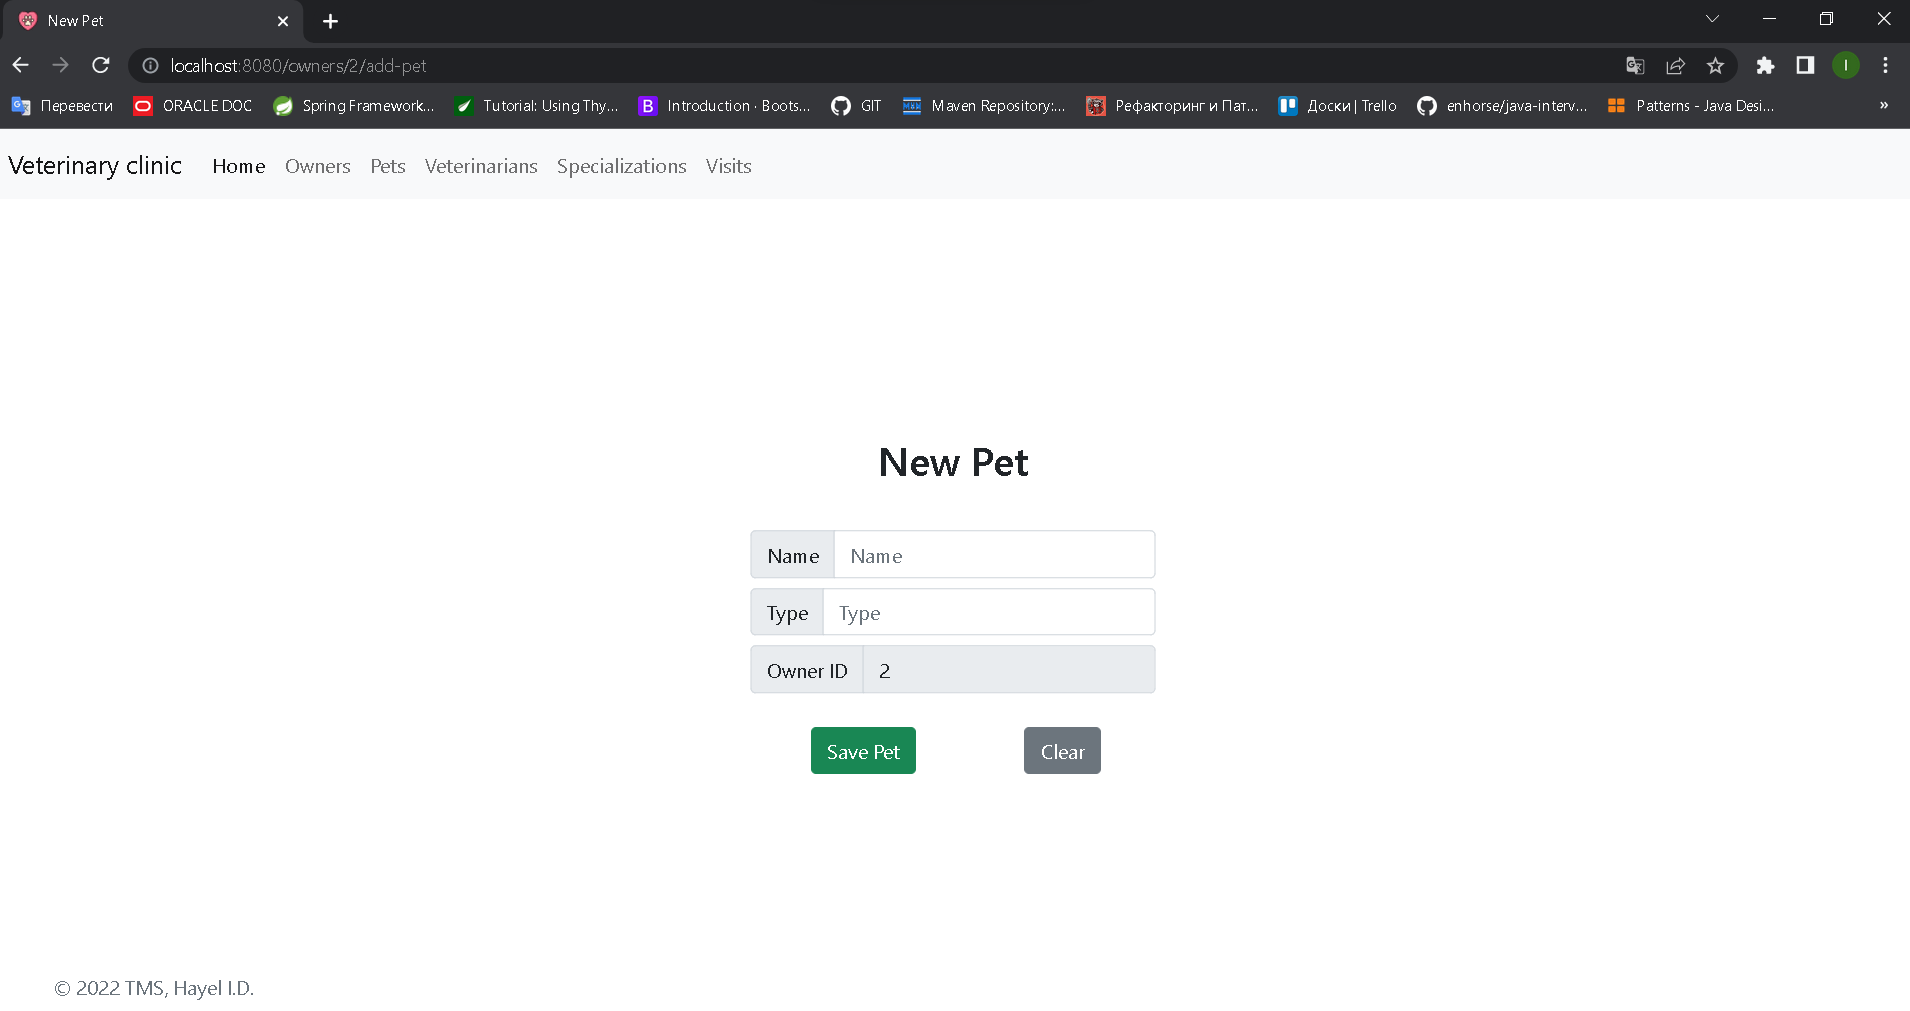 New Pet
localhost:8080/owners/2/add-pet
I
Перевести ORACLE DOC Spring Framework... Tutorial: Using Thy... B Introduction · Boots... GIT Maven Repository:... Рефакторинг и Пат... Доски | Trello enhorse/java-interv... Patterns - Java Desi... »
Veterinary clinic Home Owners Pets Veterinarians Specializations Visits
New Pet
Name Name
Type Type
Owner ID 2
Save Pet Clear
© 2022 TMS, Hayel I.D.